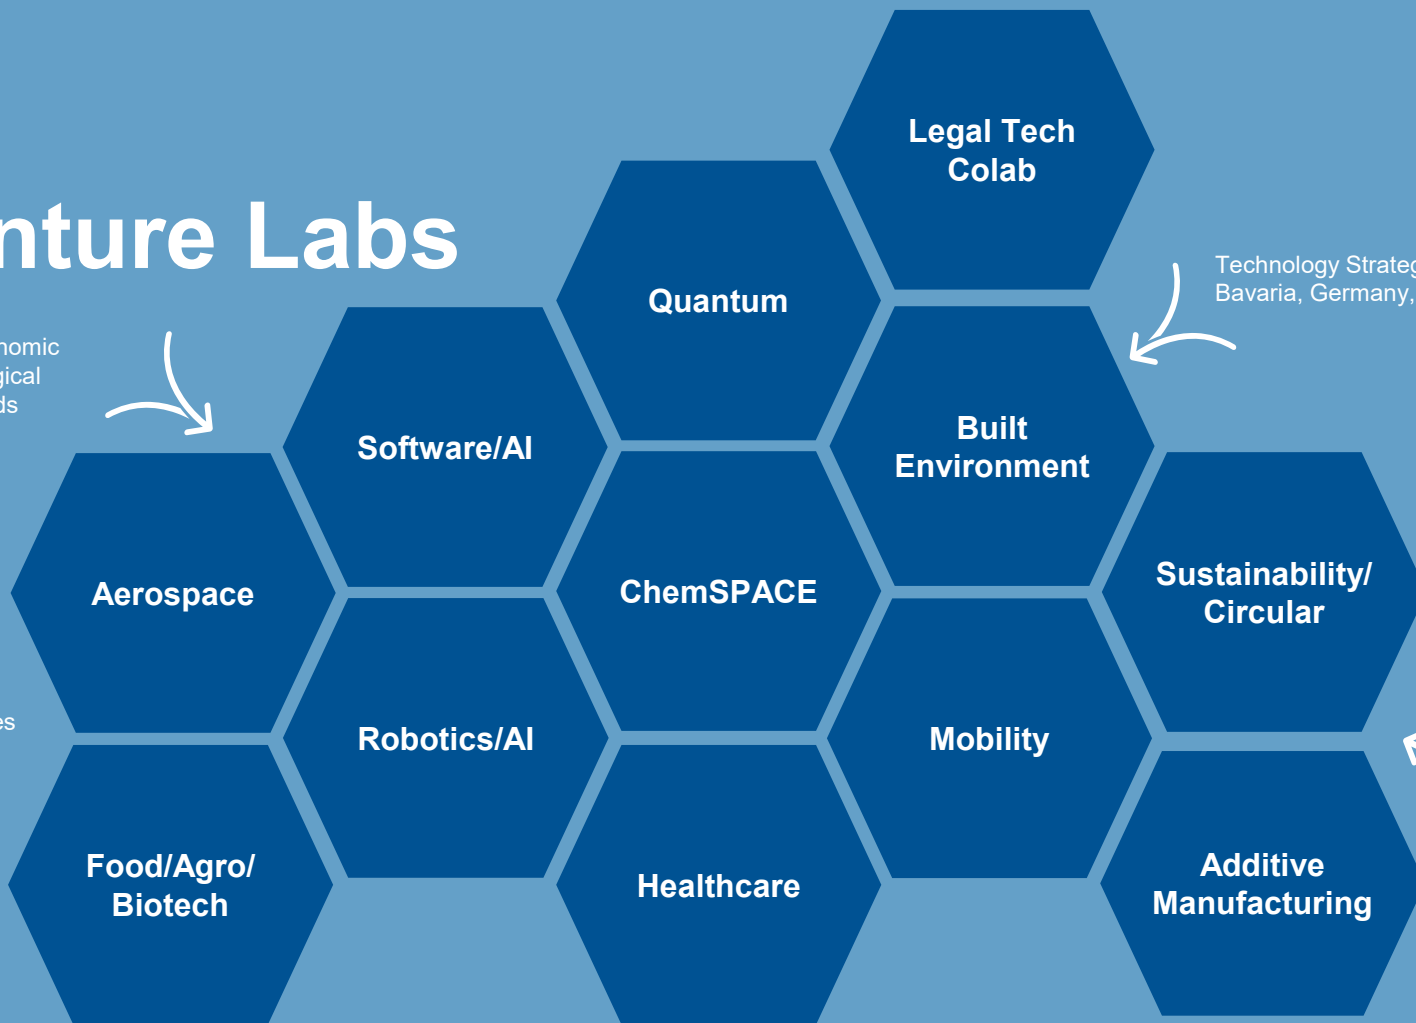 Legal Tech
Colab
nture Labs
Quantum
Technology Strateg
Bavaria, Germany,
nomic
gical
ds
Software/AI
Built
Environment
Aerospace
ChemSPACE
Sustainability/
Circular
es
Robotics/AI
Mobility
Food/Agro/
Biotech
Healthcare
Additive
Manufacturing